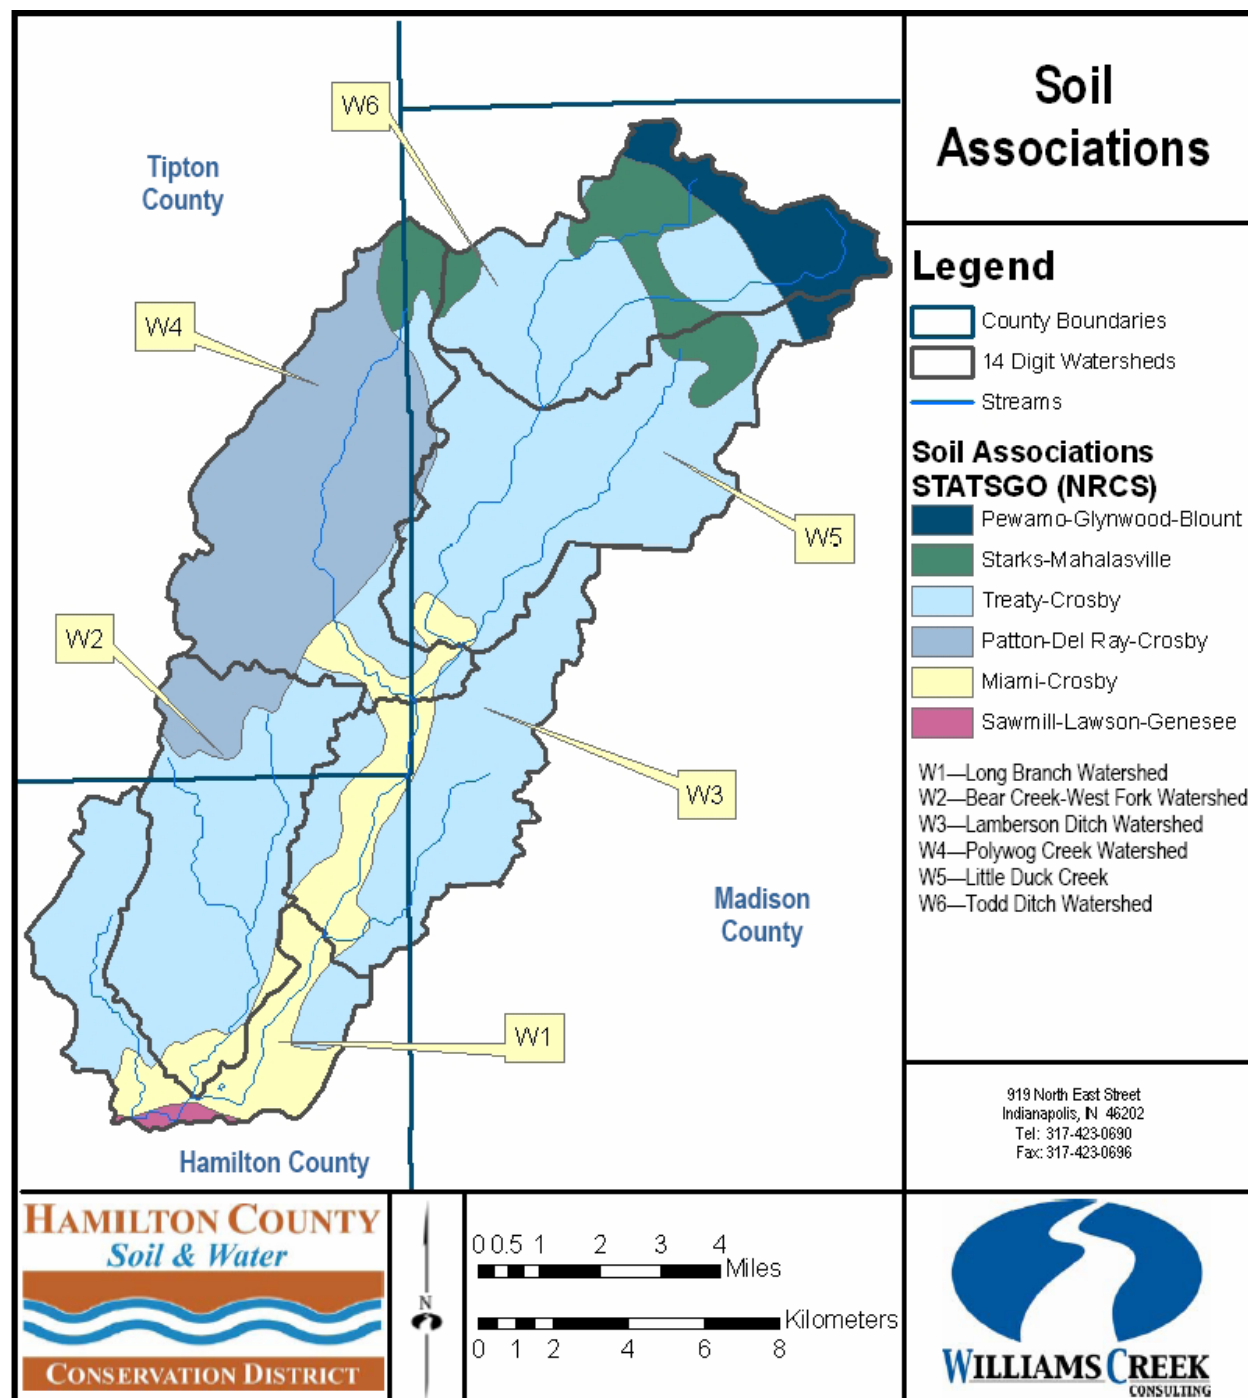 Soil
Associations
W6
Tipton
County
W4
W5
W2
W3
Madison
County
W1
Hamilton County
Legend
County Boundaries
14 Digit Watersheds
Streams
Soil Associations
STATSGO (NRCS)
Pewamo-Glynwood-Blount
Starks-Mahalasville
Treaty-Crosby
Patton-Del Ray-Crosby
Miami-Crosby
Sawmill-Lawson-Genesee
W1—Long Branch Watershed
W2—Bear Creek-West Fork Watershed
W3—Lamberson Ditch Watershed
W4—Polywog Creek Watershed
W5—Little Duck Creek
W6—Todd Ditch Watershed
919 North East Street
Indianapolis, IN 46202
Tel: 317-423-0690
Fax: 317-423-0696
HAMILTON COUNTY
Soil & Water
CONSERVATION DISTRICT
N
0 0.5 1 2 3 4
Miles
Kilometers
0 1 2 4 6 8
WILLIAMS CREEK
CONSULTING